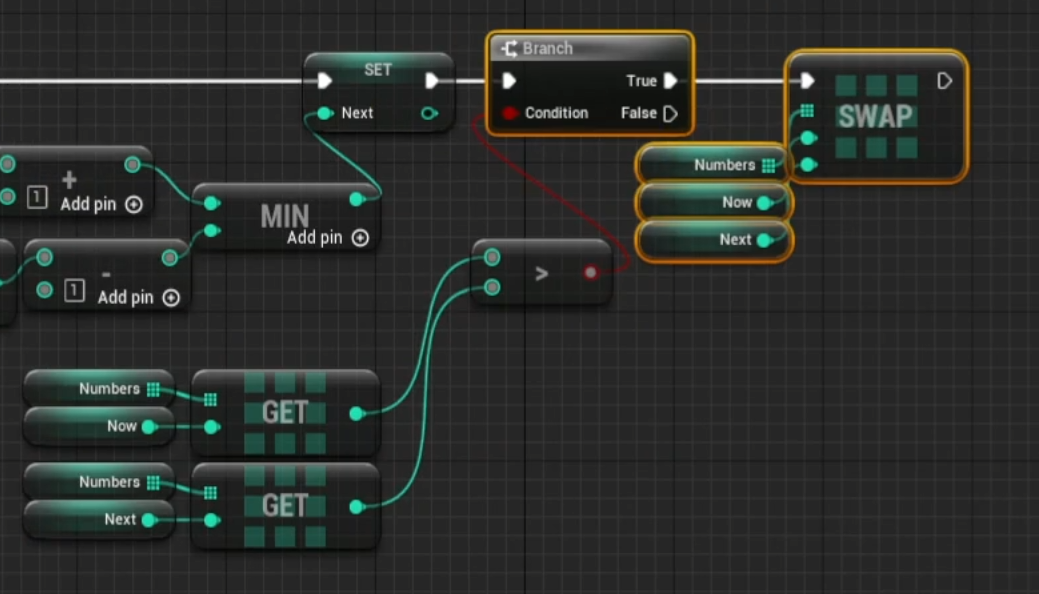 SET
Next
Branch
True
Condition
False
SWAP
Numbers
Now
Next
+
1
Add pin
MIN
Add pin
-
1
Add pin
>
Numbers
Now
GET
Numbers
Next
GET